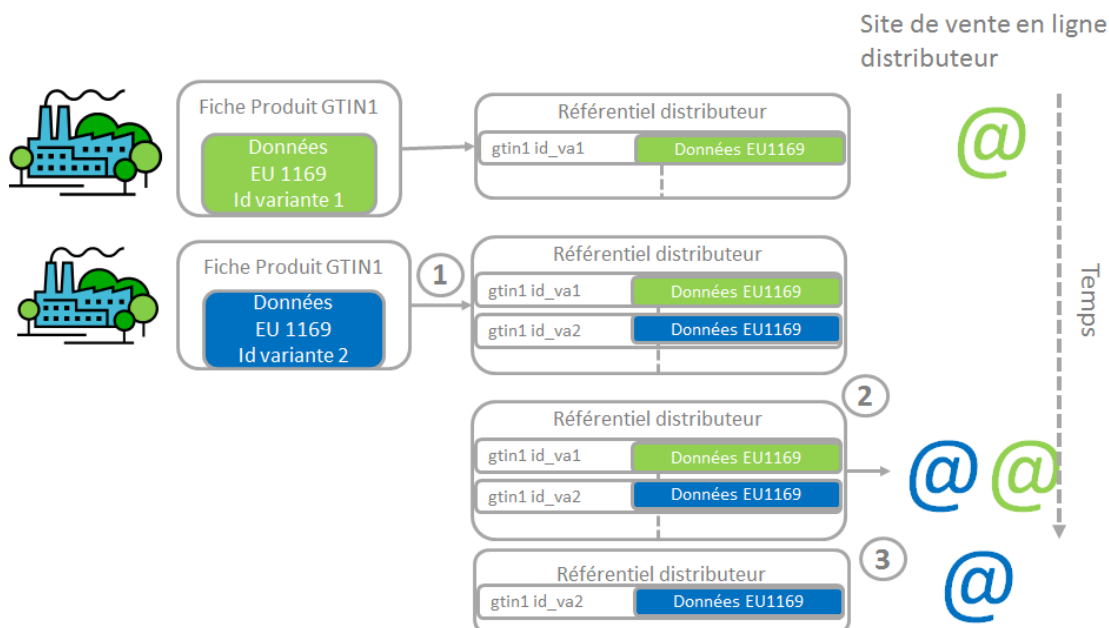 Site de vente en ligne
distributeur
Fiche Produit GTIN1
Données
EU 1169
Id variante 1
Référentiel distributeur
gtin1 id_va1
Données EU1169
@
Fiche Produit GTIN1
Données
EU 1169
Id variante 2
1
Référentiel distributeur
gtin1 id_va1
Données EU1169
gtin1 id_va2
Données EU1169
Temps
2
Référentiel distributeur
gtin1 id_va1
Données EU1169
gtin1 id_va2
Données EU1169
@ @
3
Référentiel distributeur
gtin1 id_va2
Données EU1169
@